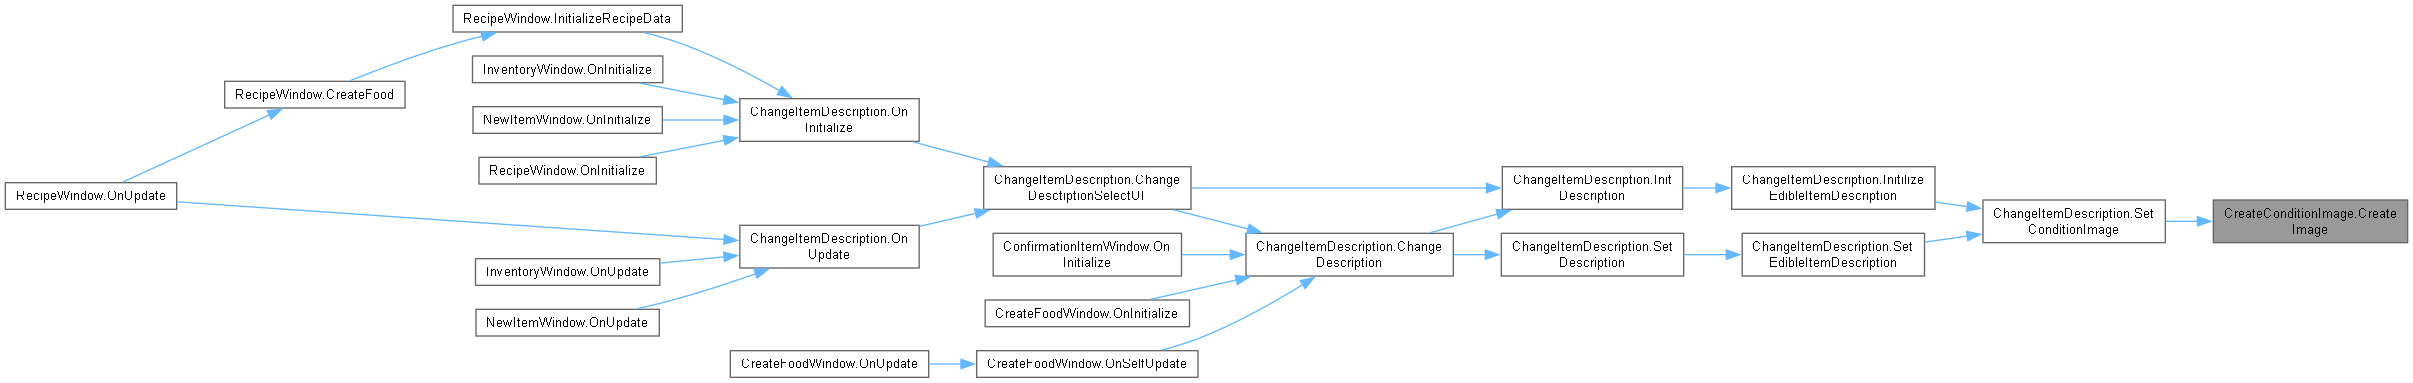 RecipeWindow.InitializeRecipeData
InventoryWindow.OnInitialize
RecipeWindow.CreateFood
ChangeItemDescription.On
Initialize
NewItemWindow.OnInitialize
RecipeWindow.OnInitialize
RecipeWindow.OnUpdate
ChangeItemDescription.Change
DesctiptionSelectUI
ChangeItemDescription.Init
Description
ChangeItemDescription.Initilize
EdibleItemDescription
ChangeItemDescription.Set
ConditionImage
CreateConditionImage.Create
Image
ChangeItemDescription.On
Update
ConfirmationItemWindow.On
Initialize
ChangeItemDescription.Change
Description
ChangeItemDescription.Set
Description
ChangeItemDescription.Set
EdibleItemDescription
InventoryWindow.OnUpdate
CreateFoodWindow.OnInitialize
NewItemWindow.OnUpdate
CreateFoodWindow.OnUpdate
CreateFoodWindow.OnSelfUpdate